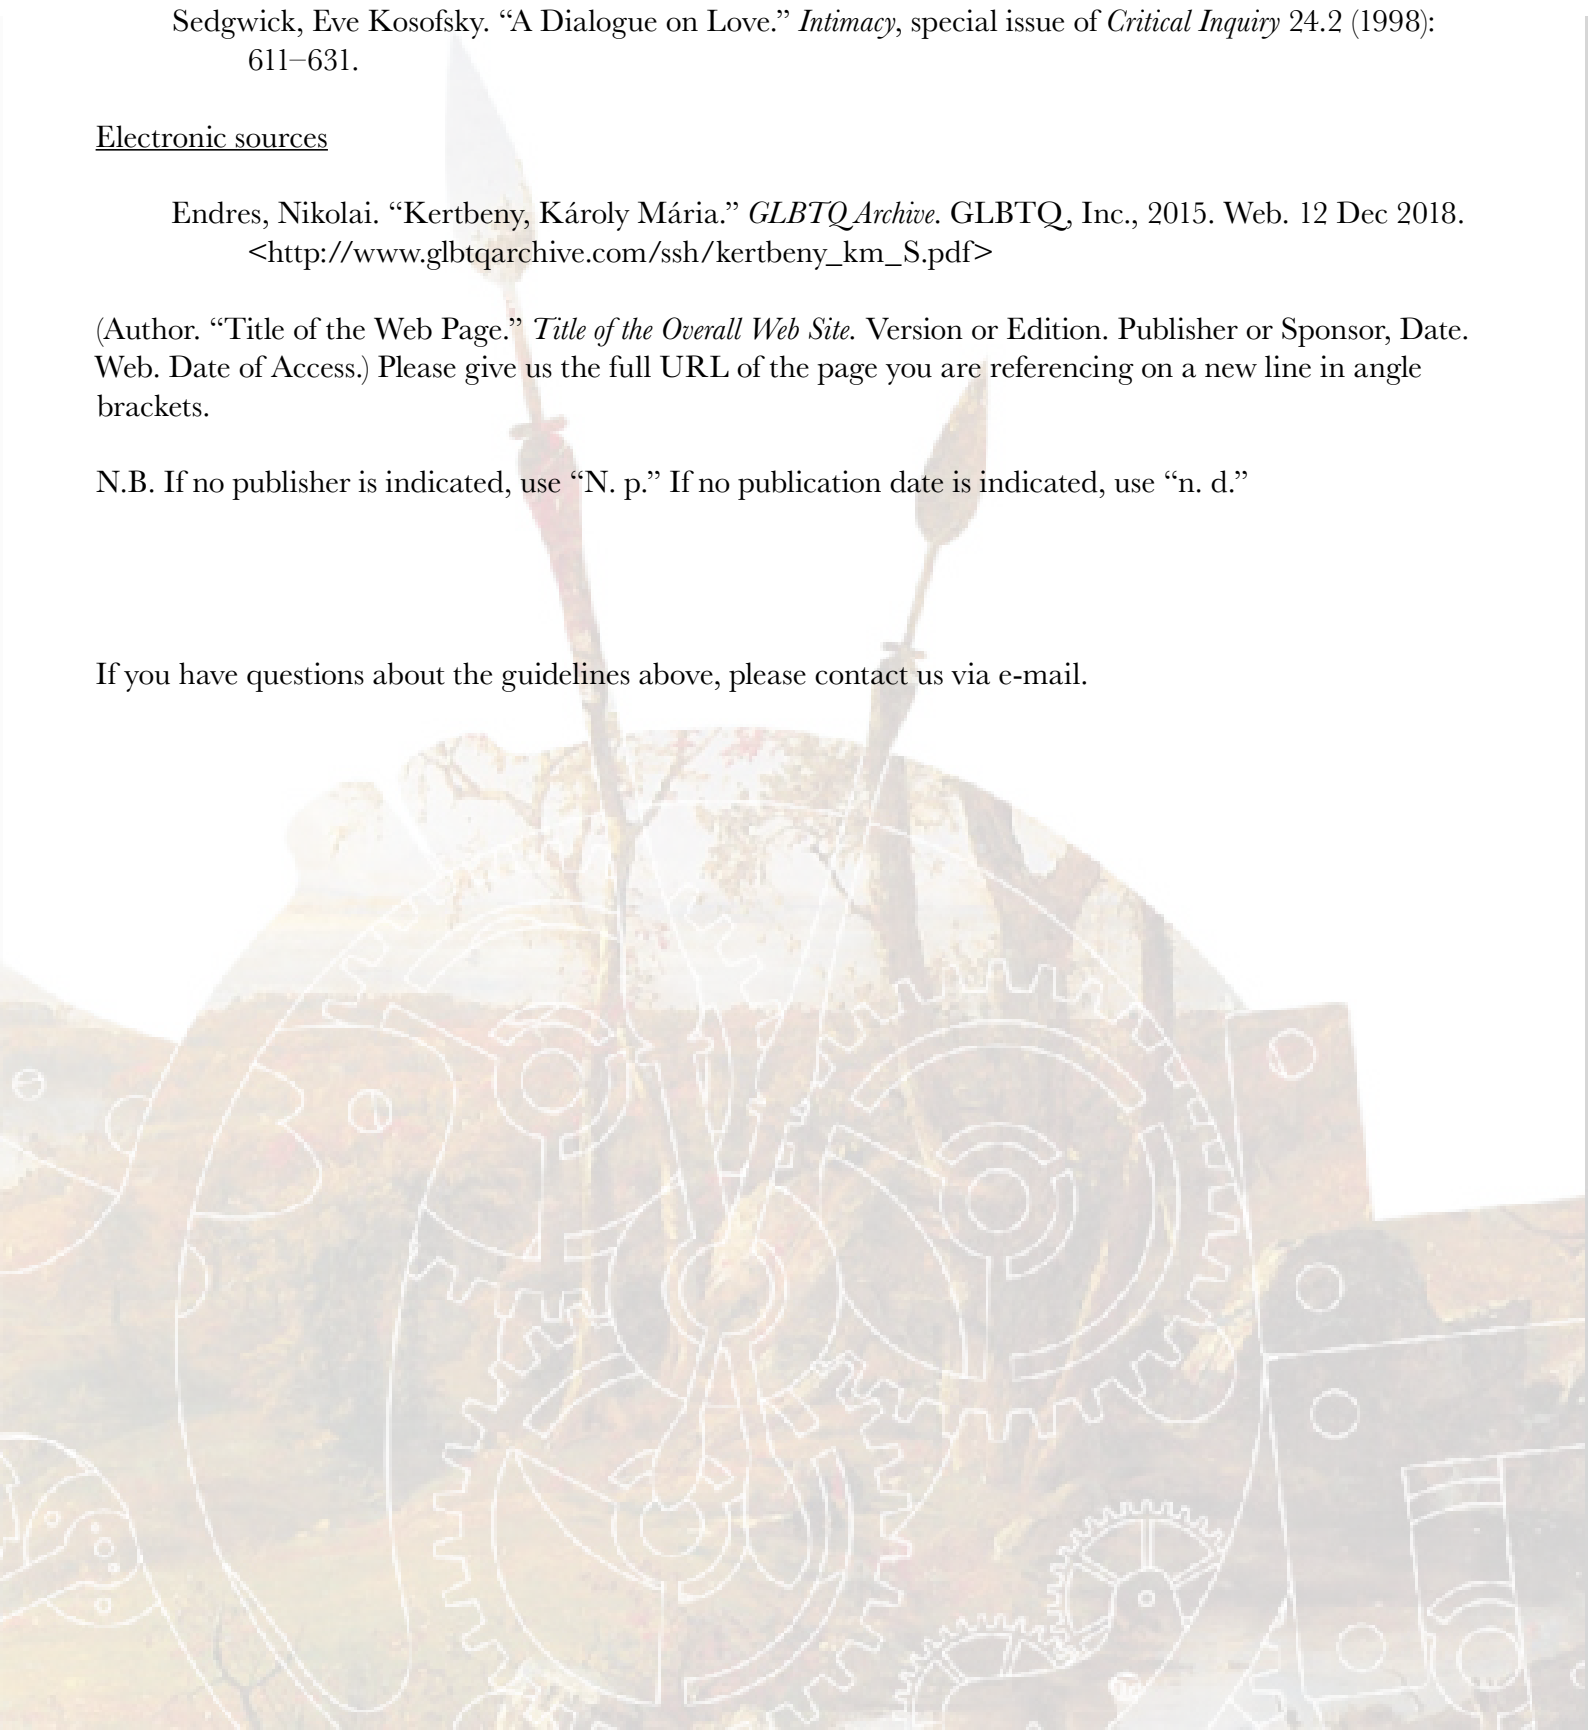 Sedgwick, Eve Kosofsky. “A Dialogue on Love.” Intimacy, special issue of Critical Inquiry 24.2 (1998):
611–631.
Electronic sources
Endres, Nikolai. “Kertbeny, Károly Mária.” GLBTQ Archive. GLBTQ, Inc., 2015. Web. 12 Dec 2018.
<http://www.glbtqarchive.com/ssh/kertbeny_km_S.pdf>
(Author. “Title of the Web Page.” Title of the Overall Web Site. Version or Edition. Publisher or Sponsor, Date.
Web. Date of Access.) Please give us the full URL of the page you are referencing on a new line in angle
brackets.
N.B. If no publisher is indicated, use “N. p.” If no publication date is indicated, use “n. d.”
If you have questions about the guidelines above, please contact us via e-mail.